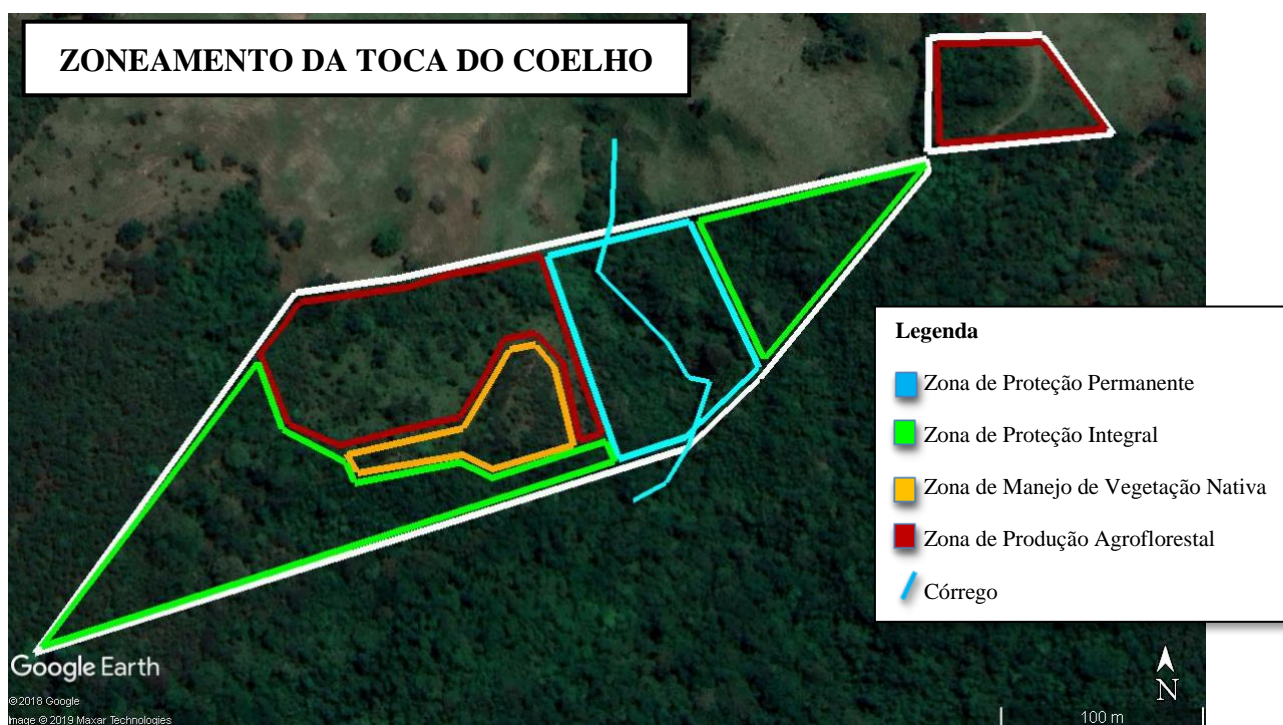 ZONEAMENTO DA TOCA DO COELHO
Legenda
Zona de Proteção Permanente
Zona de Proteção Integral
Zona de Manejo de Vegetação Nativa
Zona de Produção Agroflorestal
Córrego
Google Earth
© 2018 Google
Image © 2019 Maxar Technologies
N
100 m